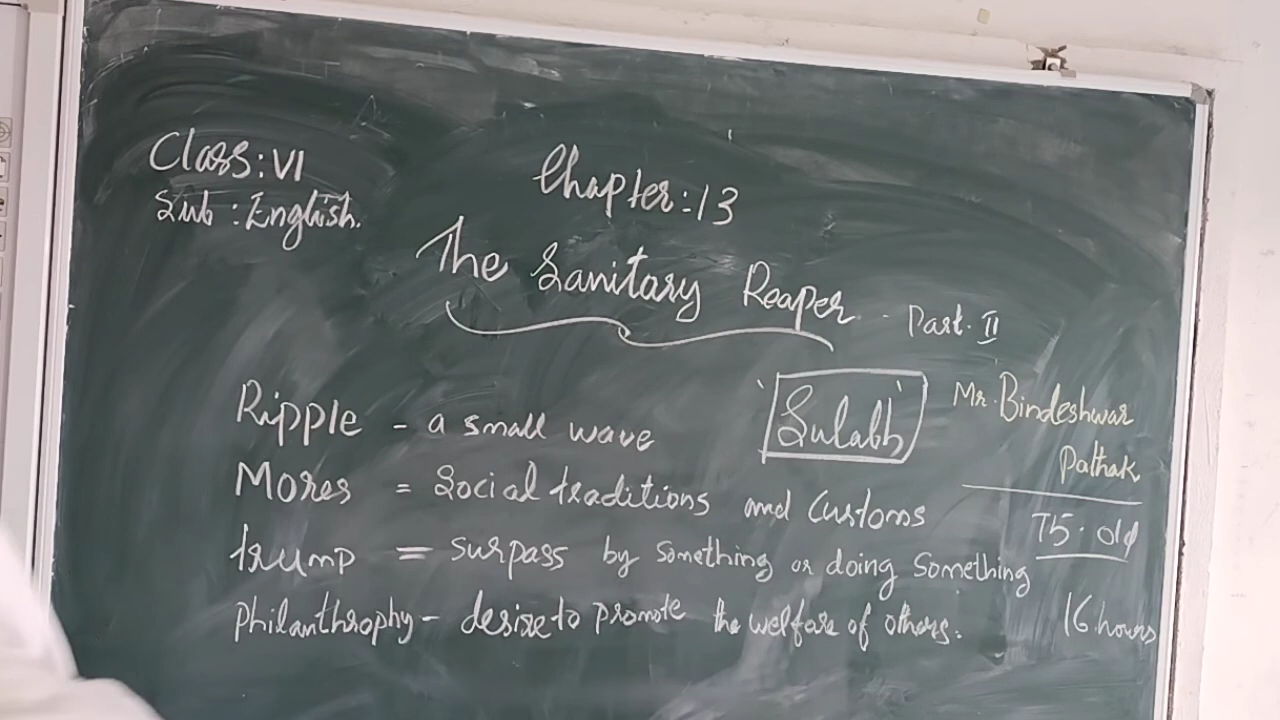 Class:VI
Sub : English.
Chapter:13
The Sanitary Reaper - Part. II
Ripple - a small wave
'Sulabh'
Mr. Bindeshwar
Pathak
Mores = Social traditions and Customs
75. old
trump = surpass by something or doing Something
Philanthrophy - desire to promote the welfare of others.
16.hours